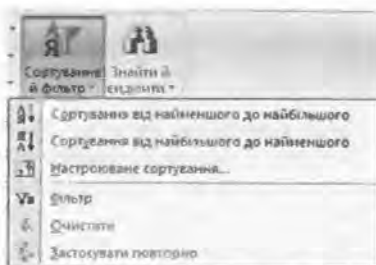 Сортування Знайти й
й фільтр виділити
Сортування від найменшого до найбільшого
Сортування від найбільшого до найменшого
Настроюване сортування...
Фільтр
Очистити
Застосувати повторно